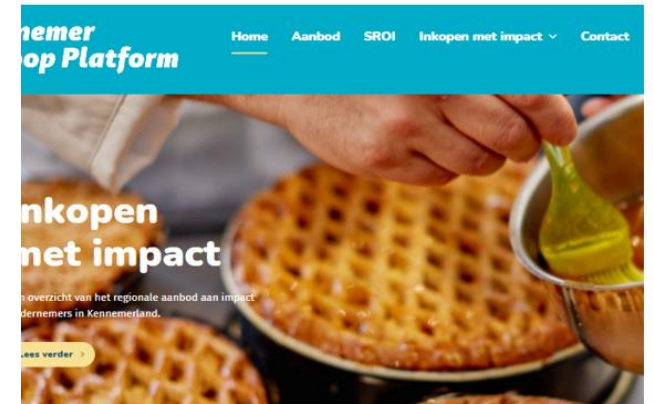 nemer
op Platform
Home Aanbod SROI Inkopen met impact Contact
nkopen
met impact
overzicht van het regionale aanbod aan impact
dernemers in Kennemerland.
Lees verder